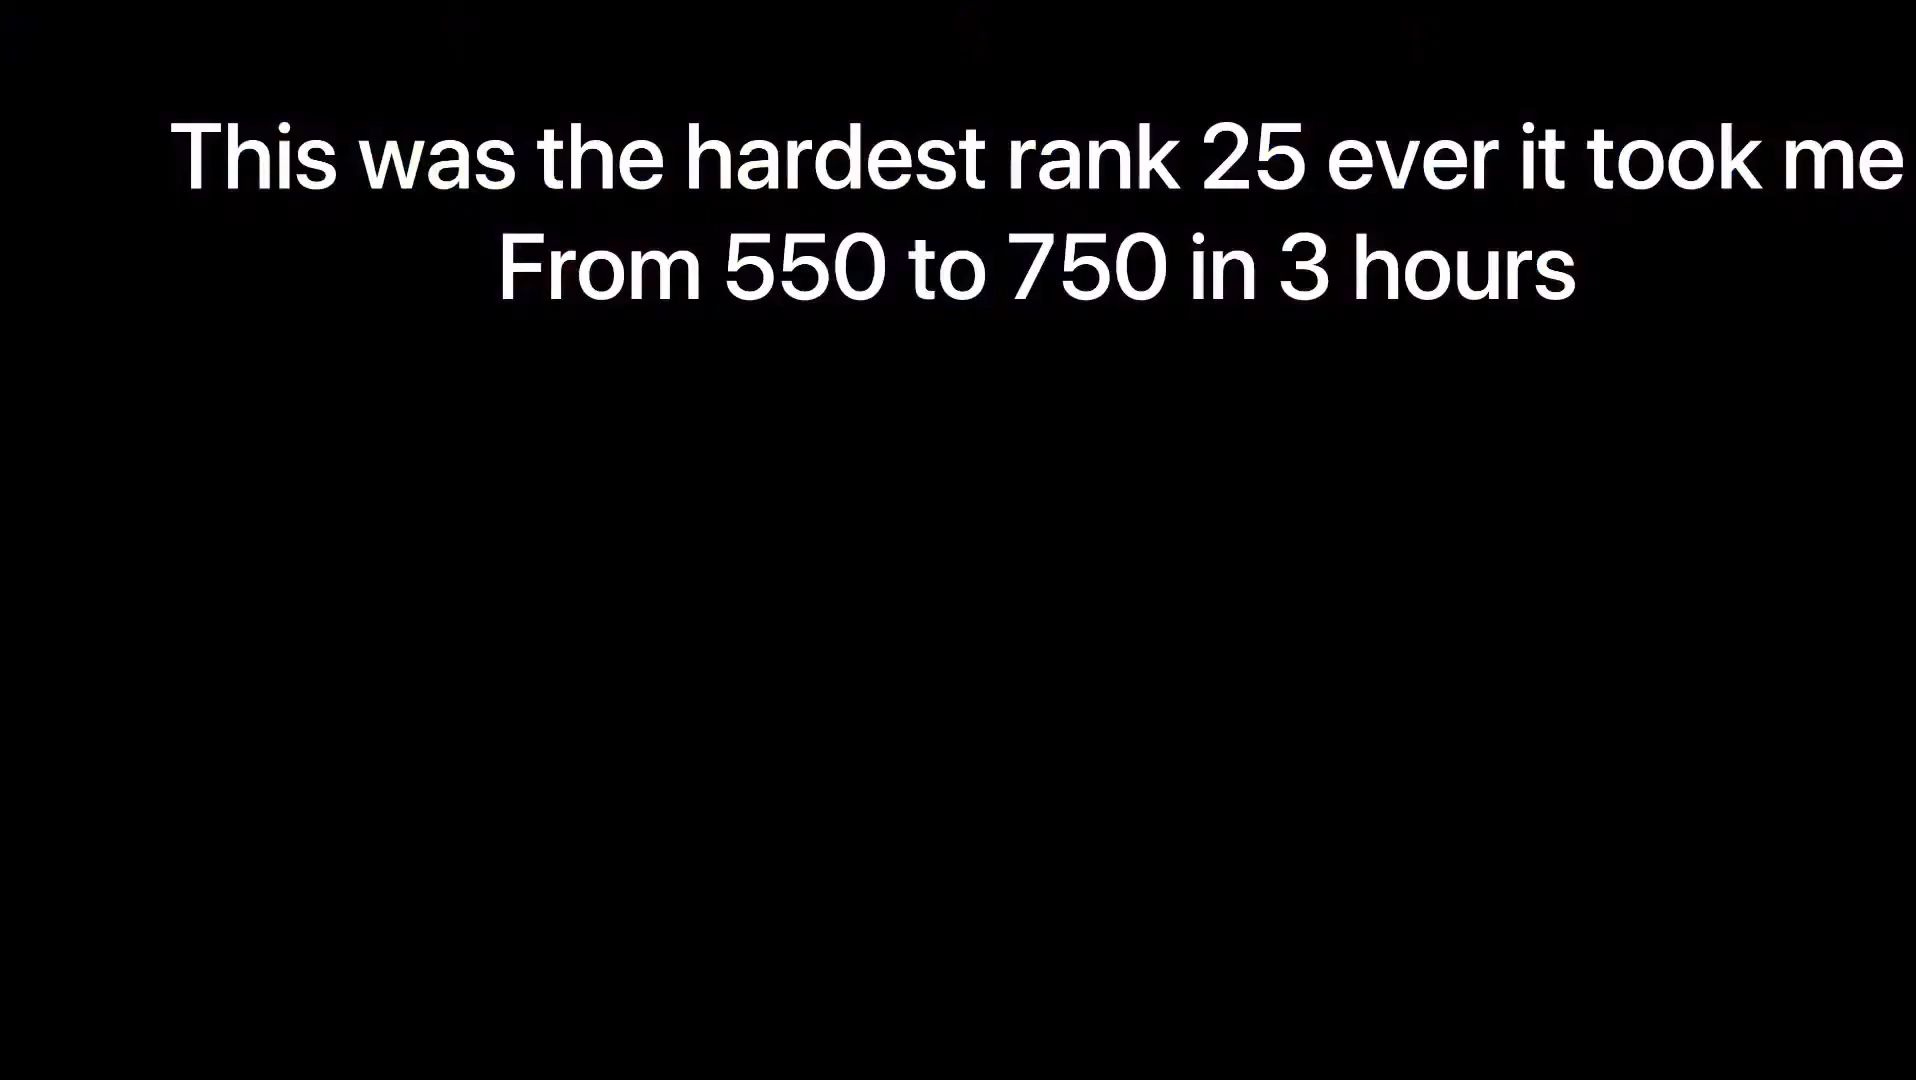 This was the hardest rank 25 ever it took me
From 550 to 750 in 3 hours